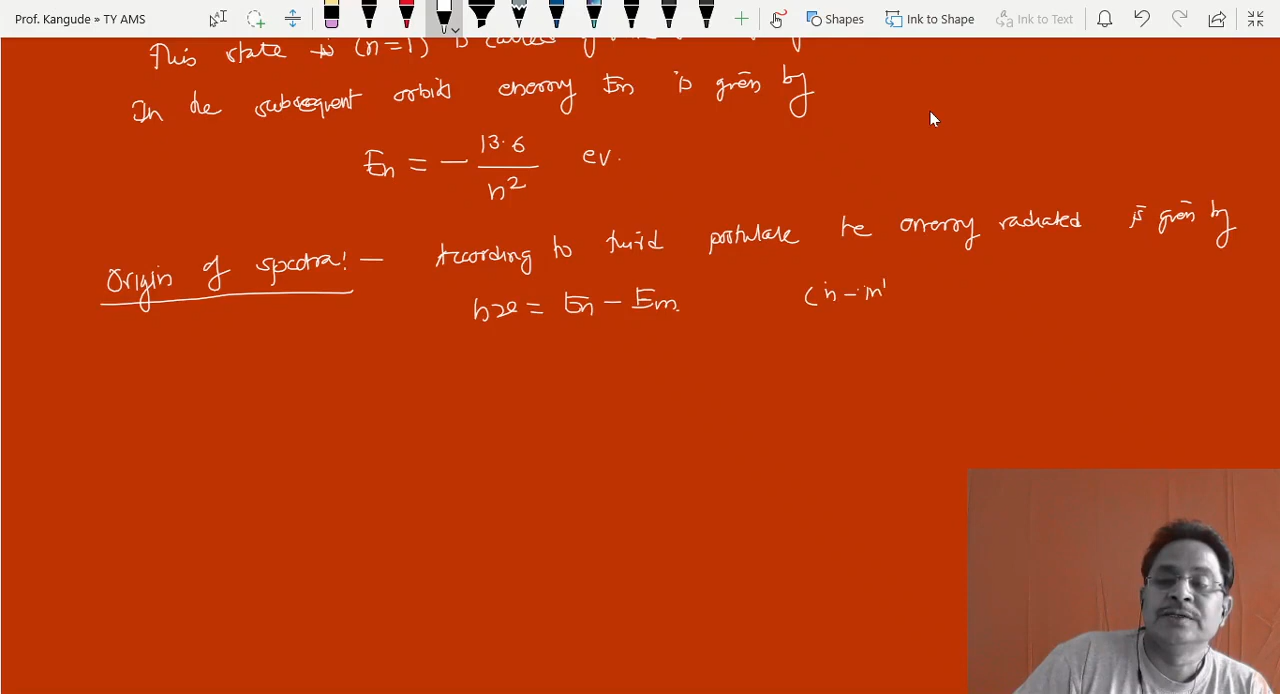 Prof. Kangude » TY AMS
Shapes
Ink to Shape
Ink to Text
This state (n=1) is called
In the subsequent orbits energy En is given by
En = - 13.6 / n² ev.
Origin of spectra! - According to third postulate the energy radiated is given by
hν = En - Em. (n - m